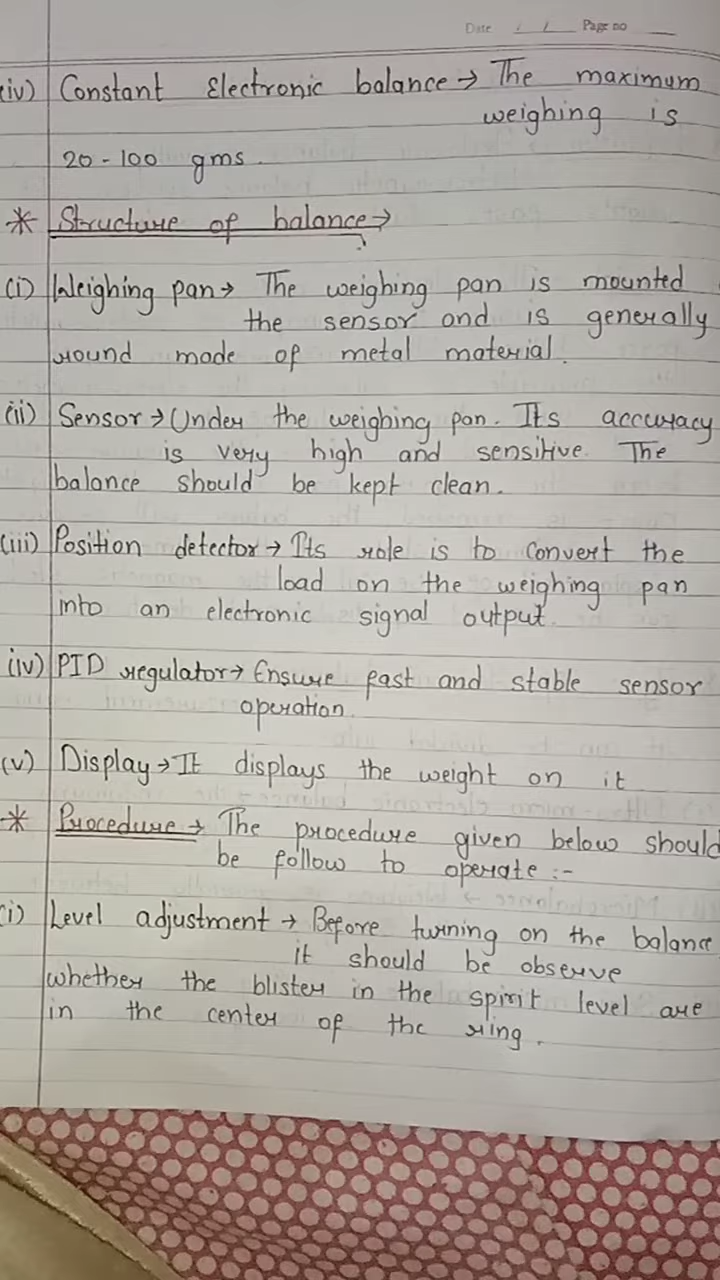 Date / / Page no
(iv) Constant Electronic balance → The maximum
weighing is
20-100 gms.
* Structure of balance →
(i) Weighing pan → The weighing pan is mounted
the sensor and is generally
round made of metal material.
(ii) Sensor → Under the weighing pan. Its accuracy
is very high and sensitive. The
balance should be kept clean.
(iii) Position detector → Its role is to convert the
load on the weighing pan
into an electronic signal output.
(iv) PID regulator → Ensure fast and stable sensor
operation.
(v) Display → It displays the weight on it
* Procedure → The procedure given below should
be follow to operate :-
(i) Level adjustment → Before turning on the balance
it should be observe
whether the blister in the spirit level are
in the center of the ring.